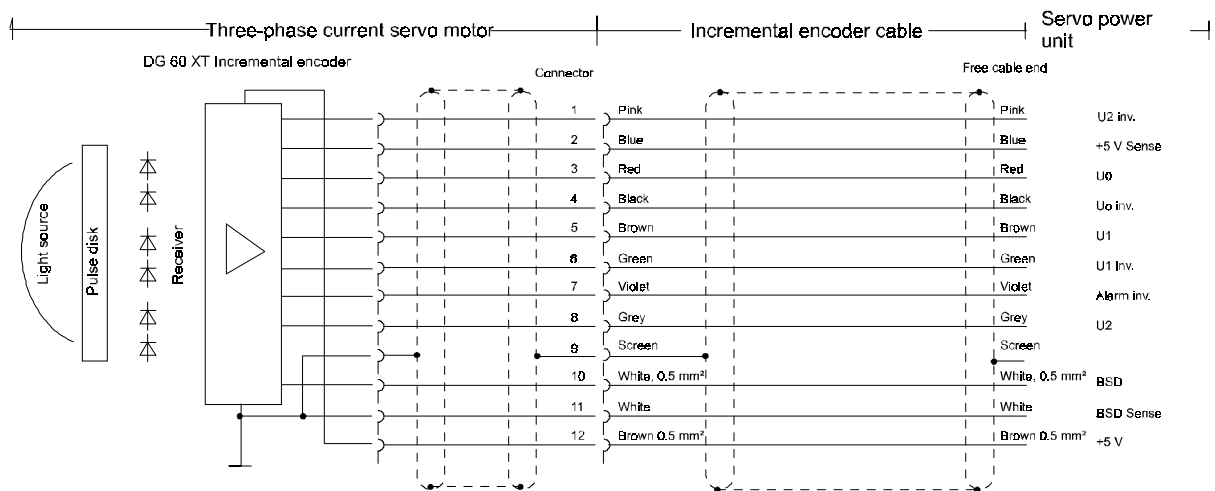 Three-phase current servo motor
Incremental encoder cable
Servo power
unit
DG 60 XT Incremental encoder
Connector
Free cable end
1 Pink Pink U2 inv.
2 Blue Blue +5 V Sense
3 Red Red U0
4 Black Black Uo inv.
5 Brown Brown U1
6 Green Green U1 Inv.
7 Violet Violet Alarm inv.
8 Grey Grey U2
9 Screen Screen
10 White, 0.5 mm² White, 0.5 mm² BSD
11 White White BSD Sense
12 Brown 0.5 mm² Brown 0.5 mm² +5 V
Light source
Pulse disk
Receiver